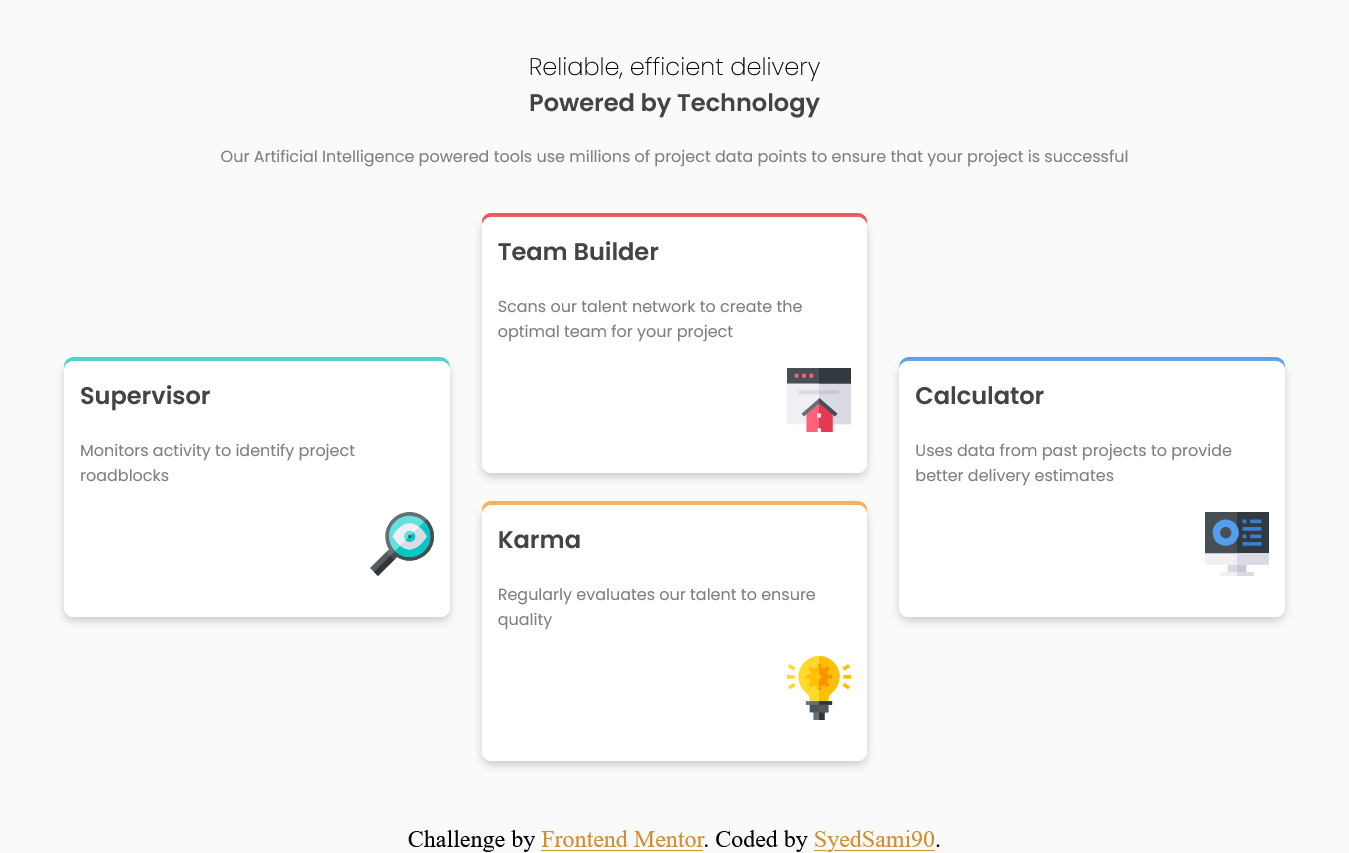 Reliable, efficient delivery
Powered by Technology
Our Artificial Intelligence powered tools use millions of project data points to ensure that your project is successful
Supervisor
Monitors activity to identify project
roadblocks
Team Builder
Scans our talent network to create the
optimal team for your project
Karma
Regularly evaluates our talent to ensure
quality
Calculator
Uses data from past projects to provide
better delivery estimates
Challenge by Frontend Mentor. Coded by SyedSami90.